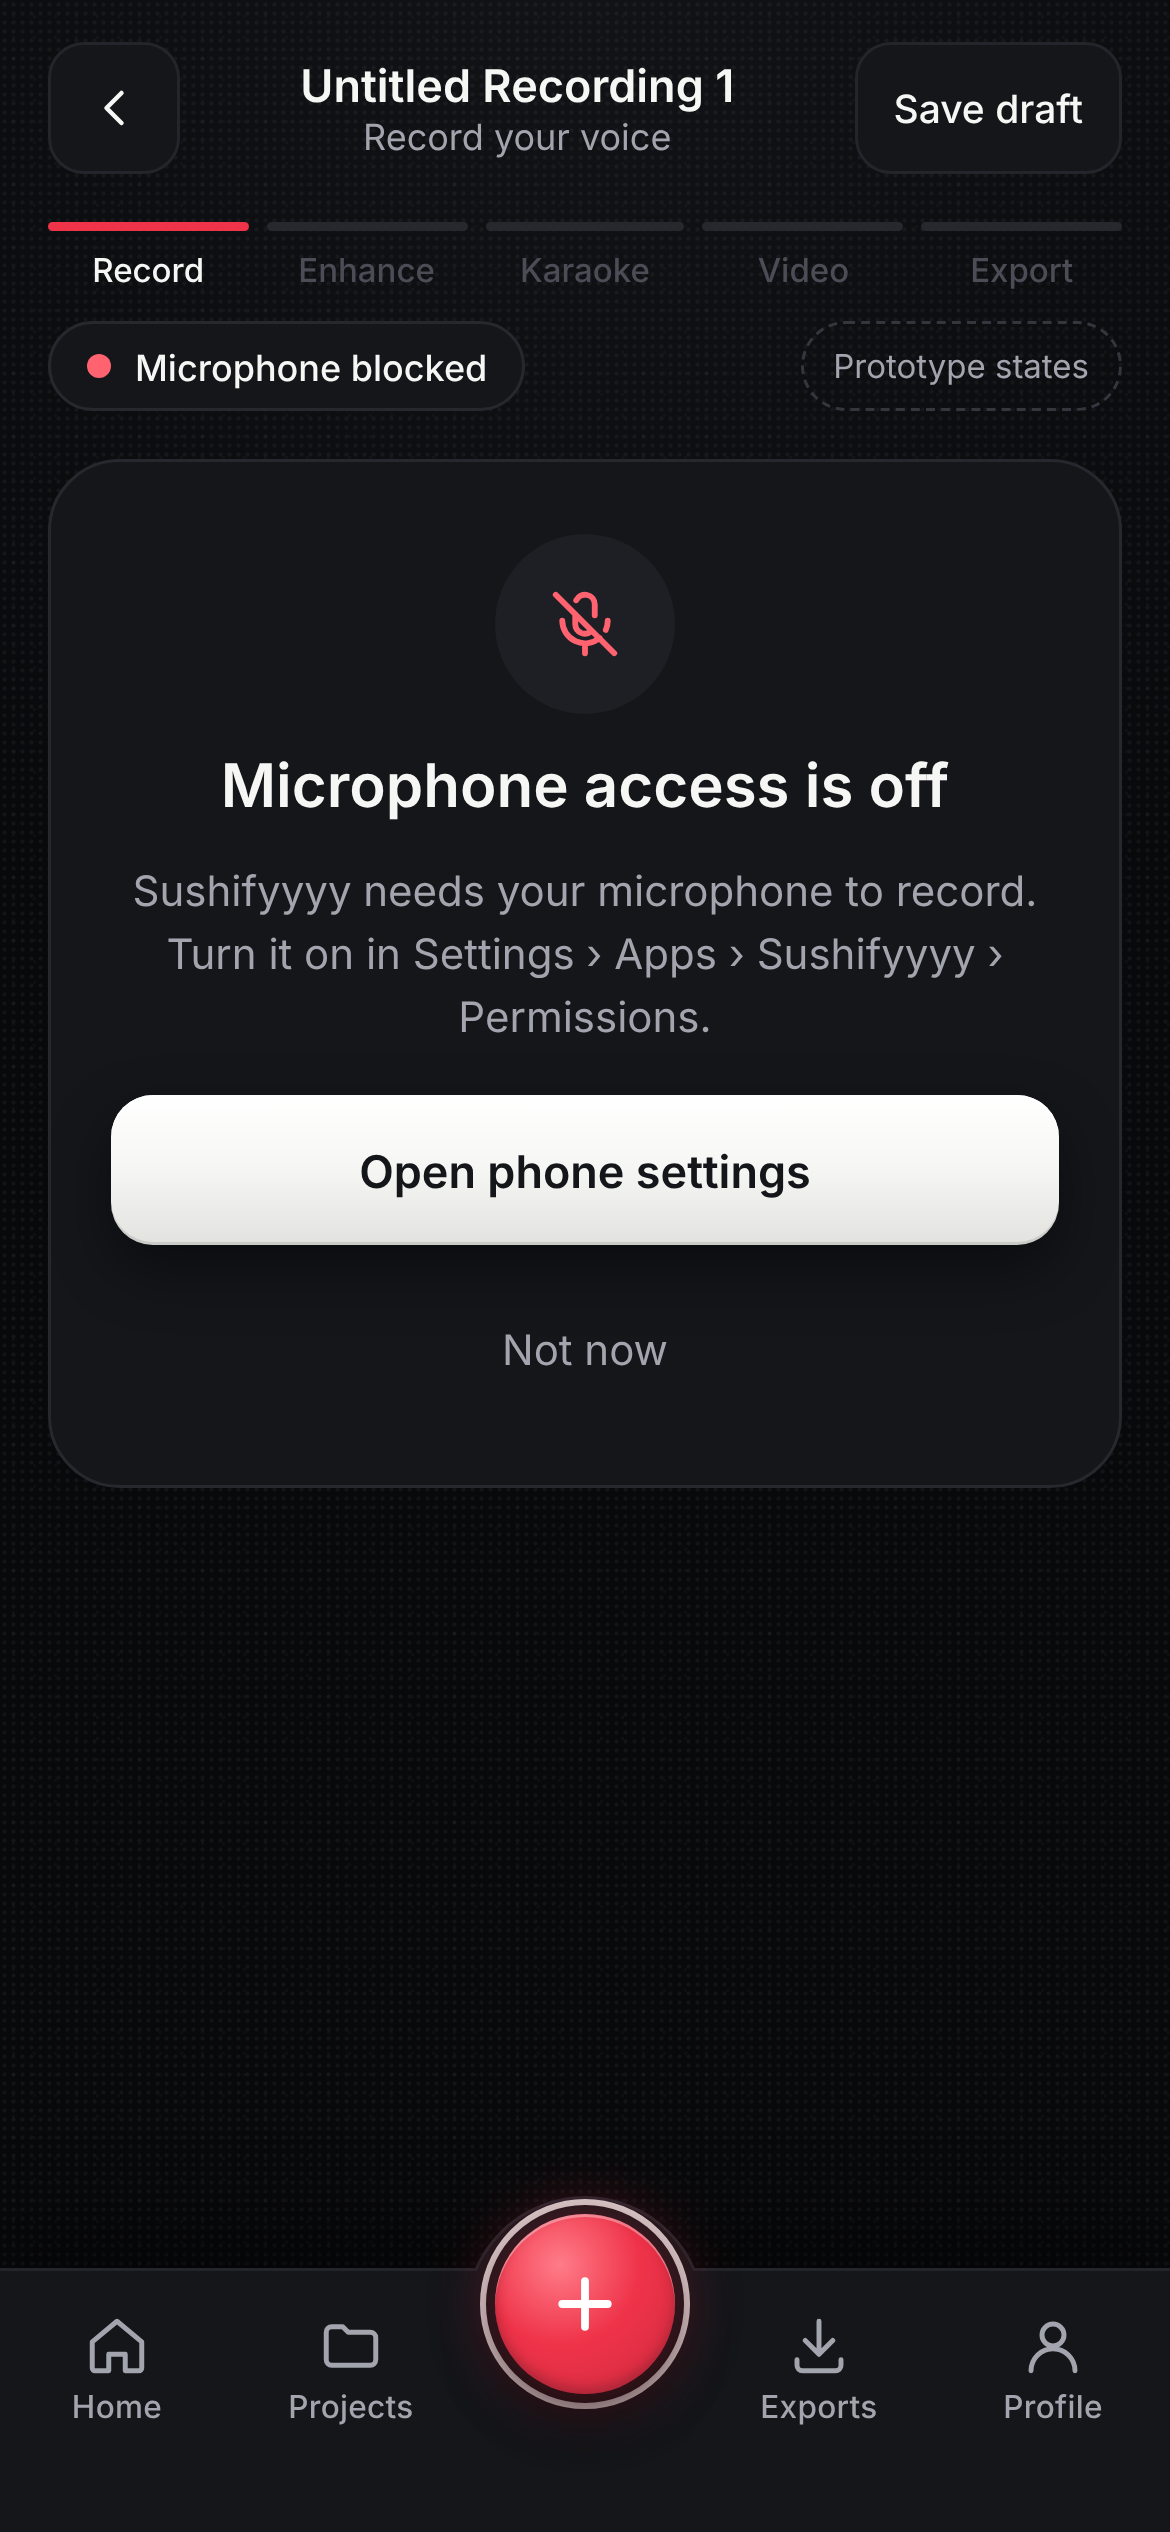 Untitled Recording 1
Record your voice
Save draft
Record
Enhance
Karaoke
Video
Export
Microphone blocked
Prototype states
Microphone access is off
Sushifyyyy needs your microphone to record.
Turn it on in Settings › Apps › Sushifyyyy ›
Permissions.
Open phone settings
Not now
Home
Projects
Exports
Profile